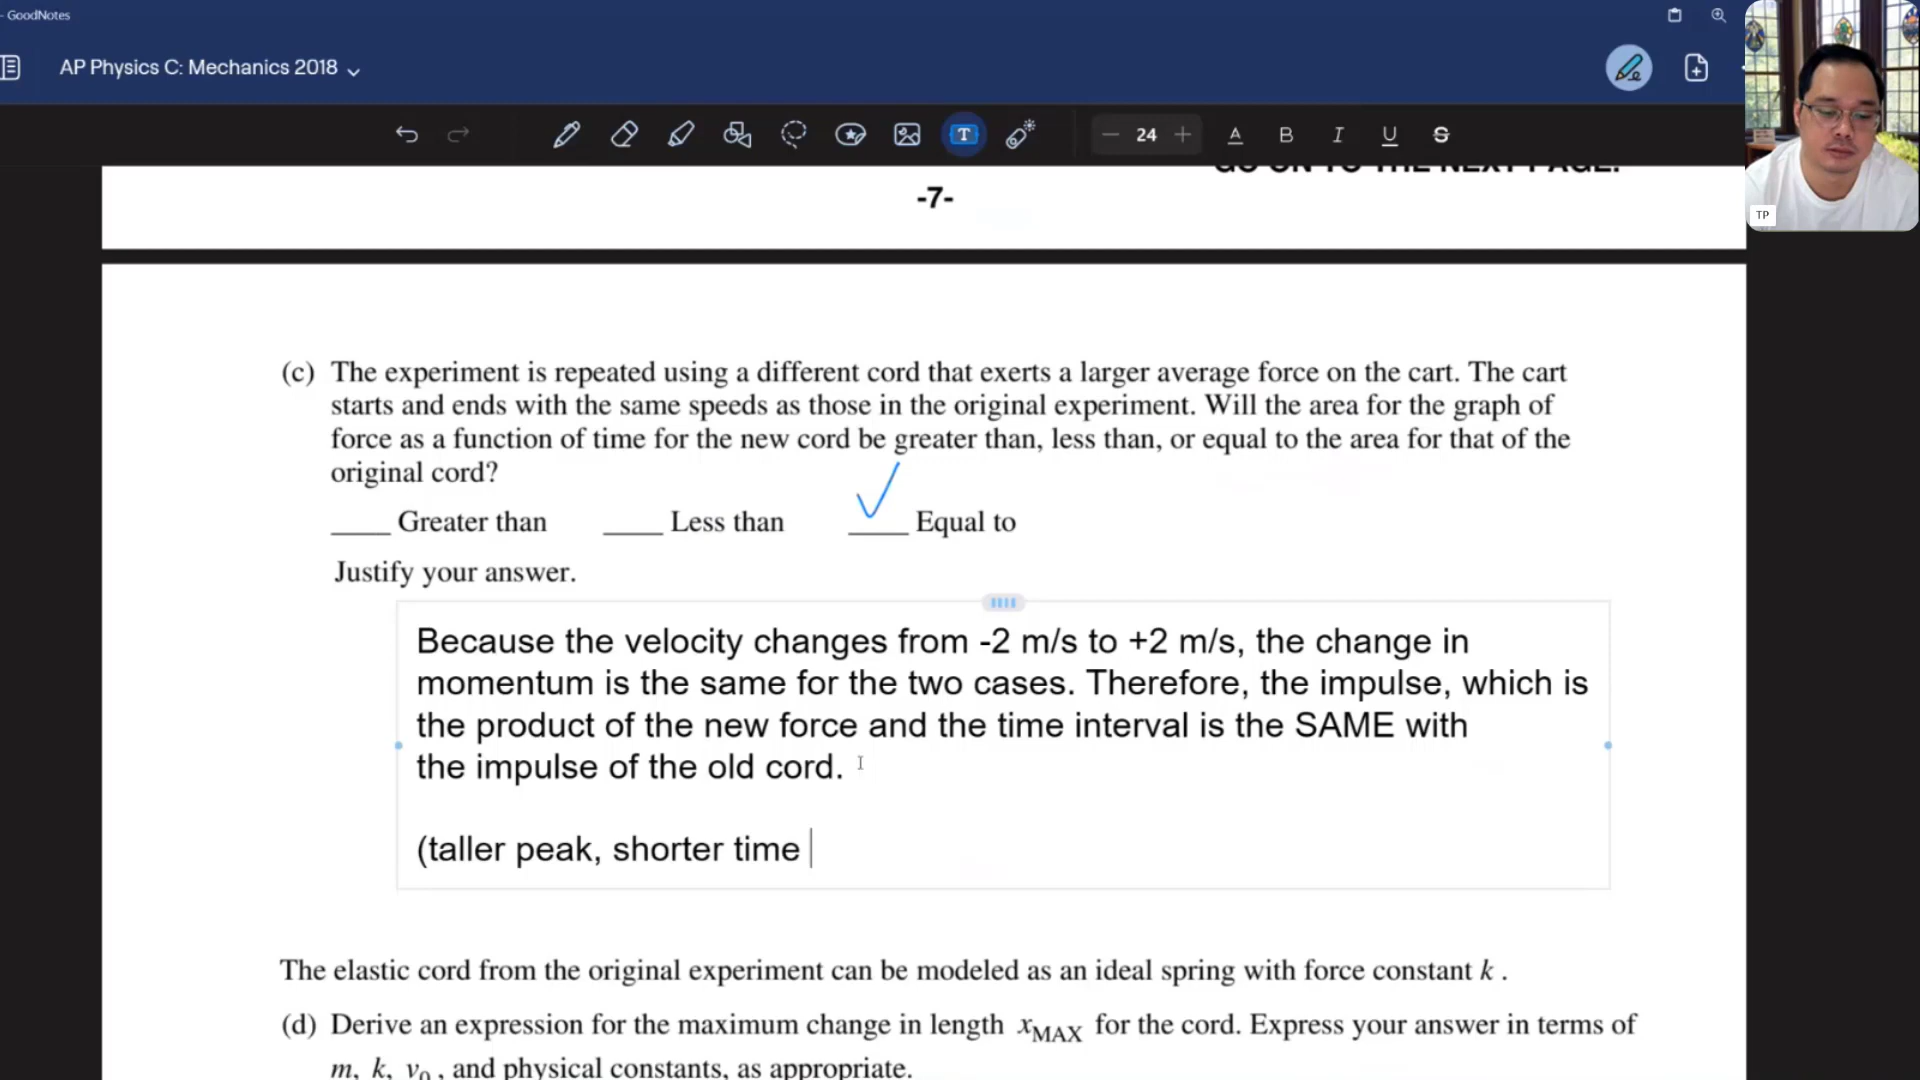 - GoodNotes
AP Physics C: Mechanics 2018
T
24
A
B
I
U
S
TP
GO ON TO THE NEXT PAGE.
-7-
(c) The experiment is repeated using a different cord that exerts a larger average force on the cart. The cart
starts and ends with the same speeds as those in the original experiment. Will the area for the graph of
force as a function of time for the new cord be greater than, less than, or equal to the area for that of the
original cord?
____ Greater than ____ Less than ____ Equal to
Justify your answer.
Because the velocity changes from -2 m/s to +2 m/s, the change in
momentum is the same for the two cases. Therefore, the impulse, which is
the product of the new force and the time interval is the SAME with
the impulse of the old cord.
(taller peak, shorter time
The elastic cord from the original experiment can be modeled as an ideal spring with force constant k .
(d) Derive an expression for the maximum change in length xMAX for the cord. Express your answer in terms of
m, k, v0 , and physical constants, as appropriate.